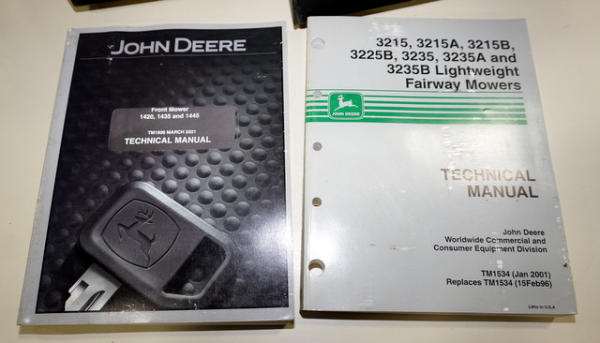 JOHN DEERE
Front Mower
1420, 1435 and 1445
MARCH 2001
TECHNICAL MANUAL
3215, 3215A, 3215B,
3225B, 3235, 3235A and
3235B Lightweight
Fairway Mowers
JOHN DEERE
TECHNICAL
MANUAL
John Deere
Worldwide Commercial and
Consumer Equipment Division
TM1534 (Jan 2001)
Replaces TM1534 (15Feb96)
Litho in U.S.A